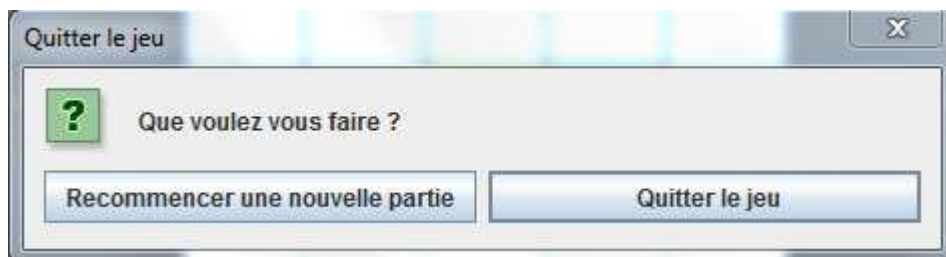 Quitter le jeu
Que voulez vous faire ?
Recommencer une nouvelle partie
Quitter le jeu